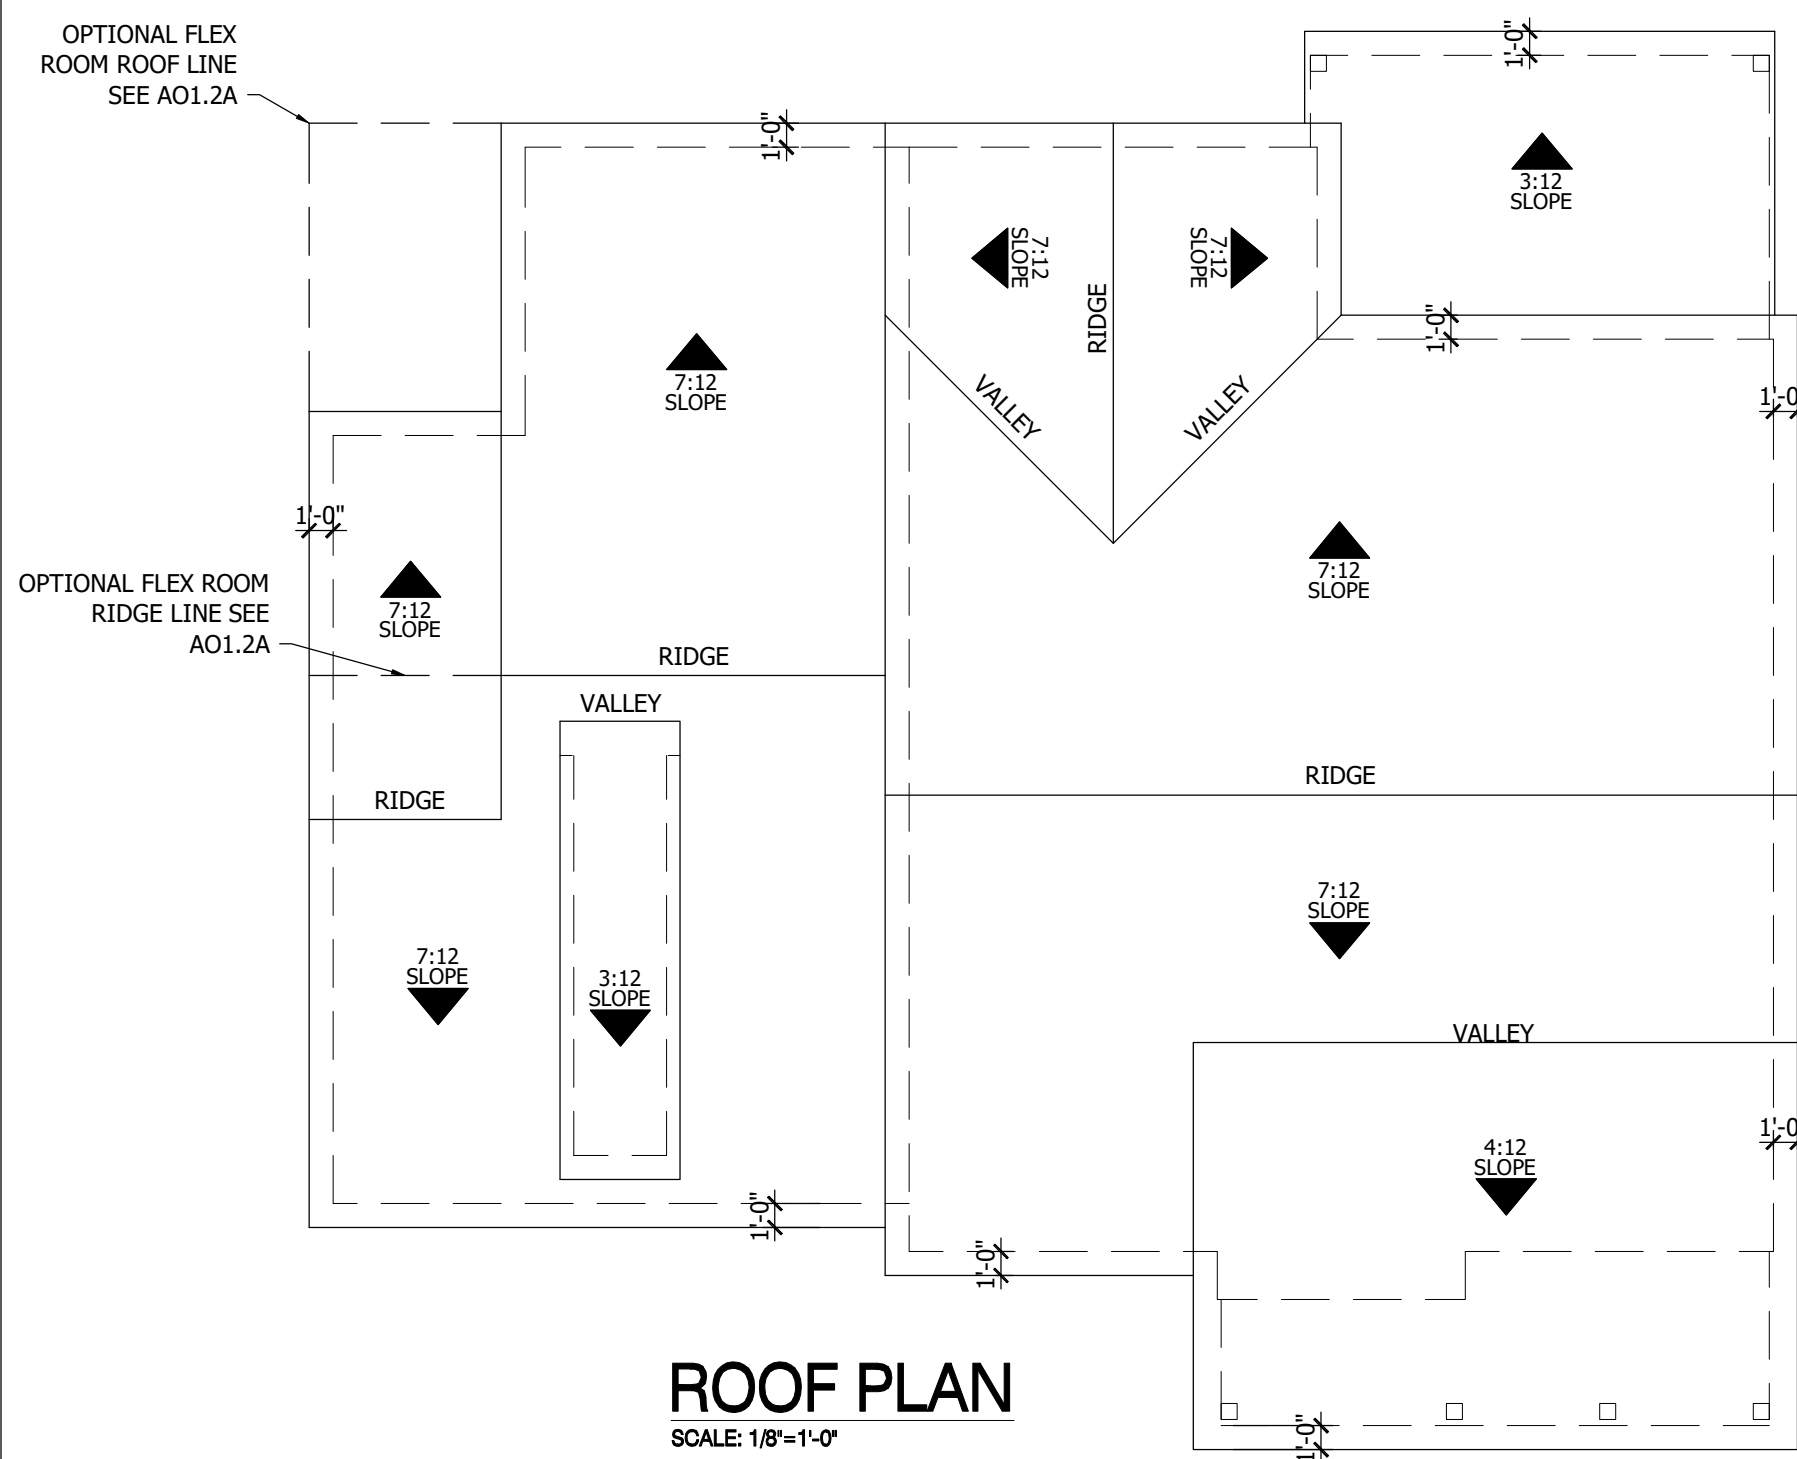 OPTIONAL FLEX
ROOM ROOF LINE
SEE AO1.2A
1'-0"
1'-0"
3:12
SLOPE
7:12
SLOPE
7:12
SLOPE
RIDGE
1'-0"
7:12
SLOPE
VALLEY
VALLEY
1'-0
1'-0"
OPTIONAL FLEX ROOM
RIDGE LINE SEE
AO1.2A
7:12
SLOPE
7:12
SLOPE
RIDGE
VALLEY
RIDGE
RIDGE
7:12
SLOPE
7:12
SLOPE
3:12
SLOPE
VALLEY
4:12
SLOPE
1'-0
1'-0"
1'-0"
1'-0"
ROOF PLAN
SCALE: 1/8"=1'-0"